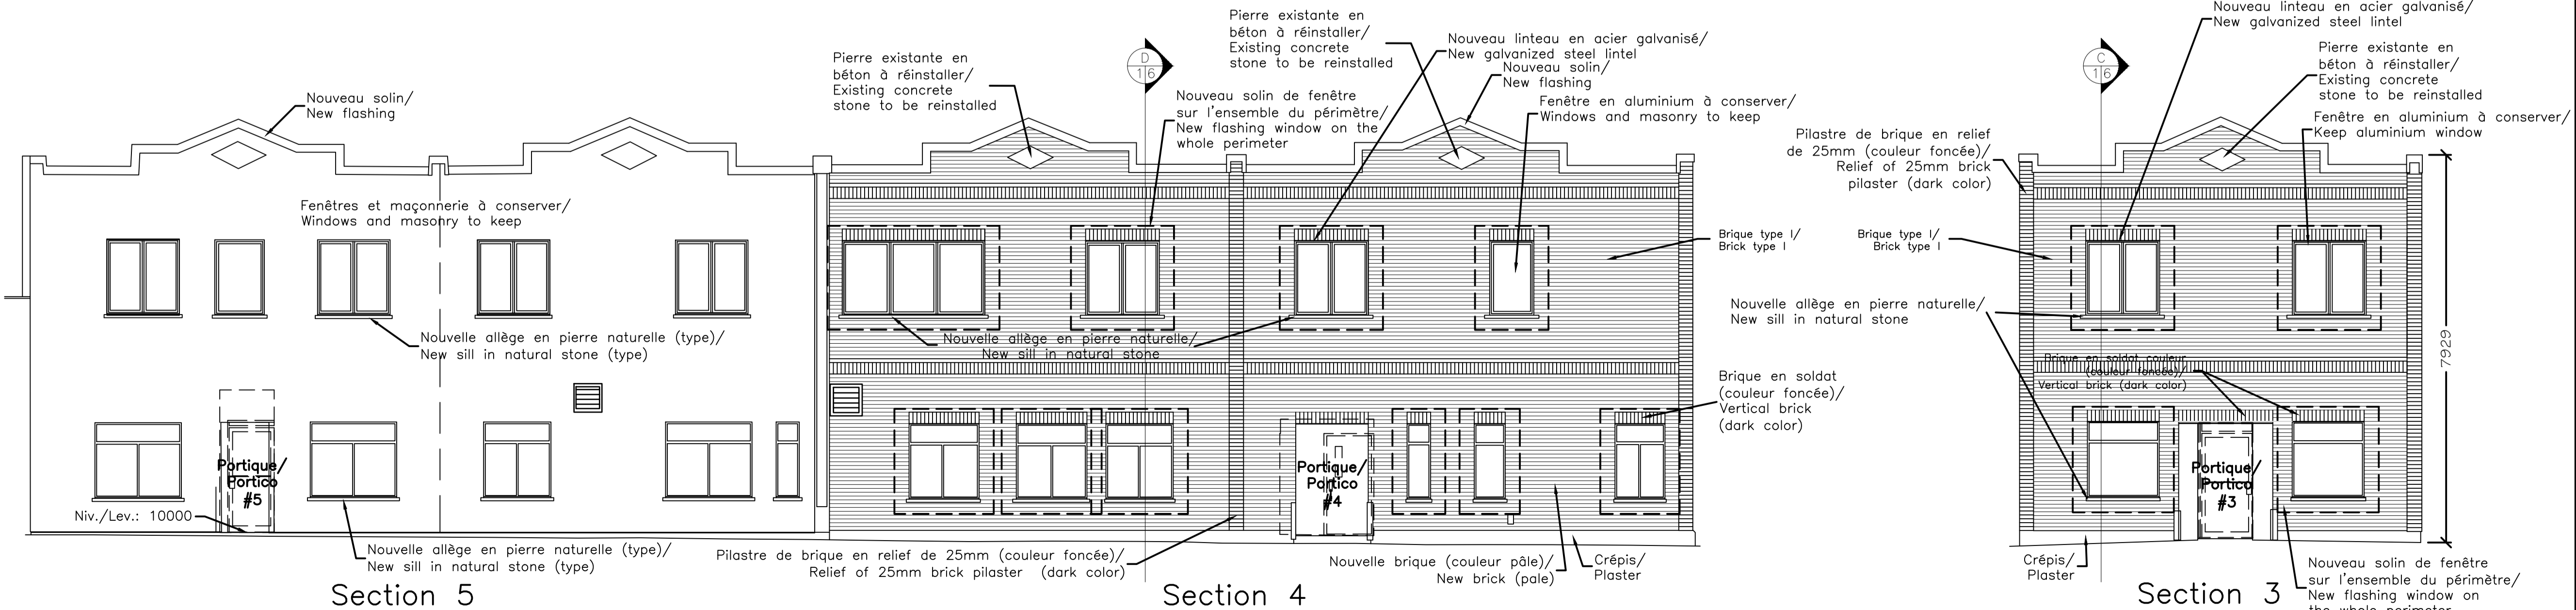 Nouveau solin/
New flashing
Fenêtres et maçonnerie à conserver/
Windows and masonry to keep
Nouvelle allège en pierre naturelle (type)/
New sill in natural stone (type)
Portique/
Portico
#5
Niv./Lev.: 10000
Nouvelle allège en pierre naturelle (type)/
New sill in natural stone (type)
Section 5
Pierre existante en
béton à réinstaller/
Existing concrete
stone to be reinstalled
D
1 6
Nouveau solin de fenêtre
sur l'ensemble du périmètre/
New flashing window on the
whole perimeter
Pierre existante en
béton à réinstaller/
Existing concrete
stone to be reinstalled
Nouveau linteau en acier galvanisé/
New galvanized steel lintel
Nouveau solin/
New flashing
Fenêtre en aluminium à conserver/
Windows and masonry to keep
Brique type 1/
Brick type 1
Nouvelle allège en pierre naturelle/
New sill in natural stone
Brique en soldat
(couleur foncée)/
Vertical brick
(dark color)
Portique/
Portico
#4
Pilastre de brique en relief de 25mm (couleur foncée)/
Relief of 25mm brick pilaster (dark color)
Nouvelle brique (couleur pâle)/
New brick (pale)
Crépis/
Plaster
Section 4
Nouveau linteau en acier galvanisé/
New galvanized steel lintel
C
1 6
Pierre existante en
béton à réinstaller/
Existing concrete
stone to be reinstalled
Fenêtre en aluminium à conserver/
Keep aluminium window
Pilastre de brique en relief
de 25mm (couleur foncée)/
Relief of 25mm brick
pilaster (dark color)
Brique type 1/
Brick type 1
Nouvelle allège en pierre naturelle/
New sill in natural stone
Brique en soldat couleur
(couleur foncée)/
Vertical brick (dark color)
7929
Portique/
Portico
#3
Crépis/
Plaster
Section 3
Nouveau solin de fenêtre
sur l'ensemble du périmètre/
New flashing window on
the whole perimeter